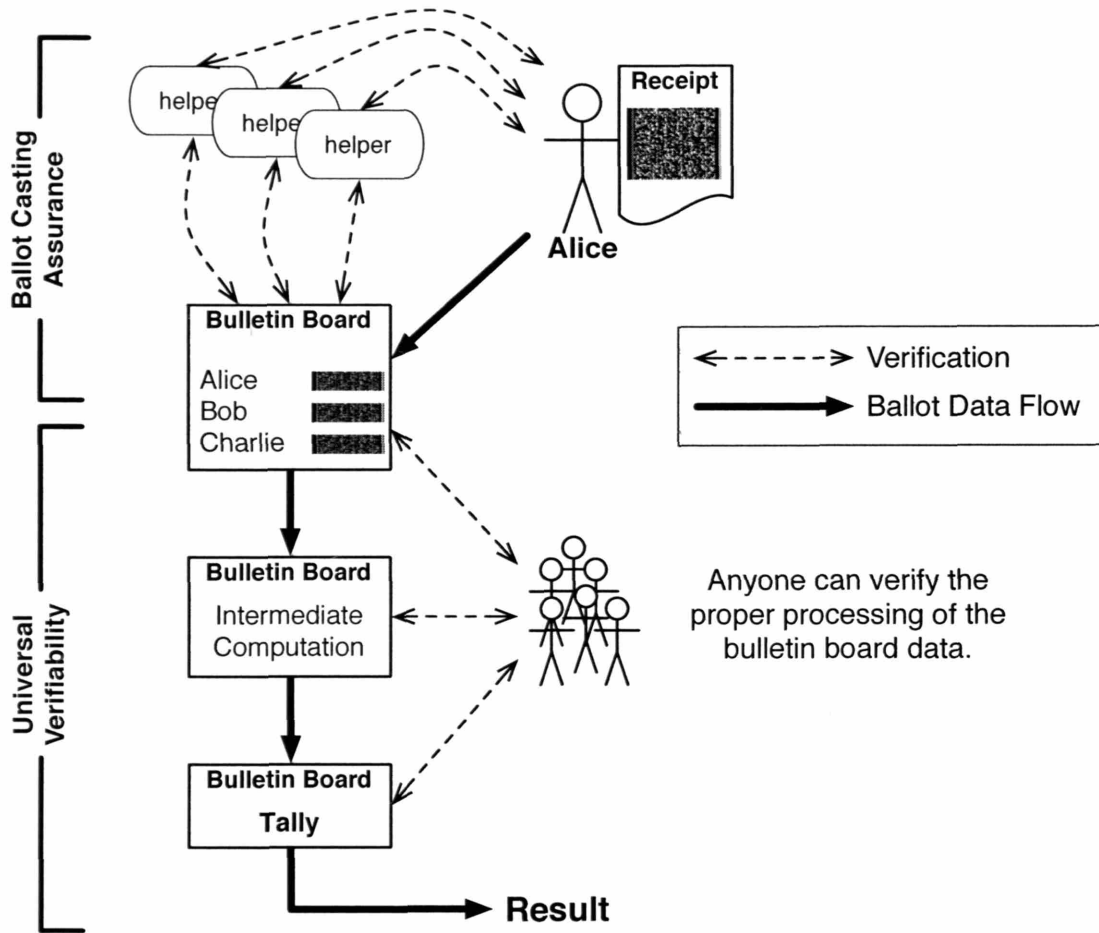 Ballot Casting
Assurance
helpe
helpe
helper
Receipt
Alice
Bulletin Board
Alice
Bob
Charlie
Verification
Ballot Data Flow
Universal
Verifiability
Bulletin Board
Intermediate
Computation
Anyone can verify the
proper processing of the
bulletin board data.
Bulletin Board
Tally
Result